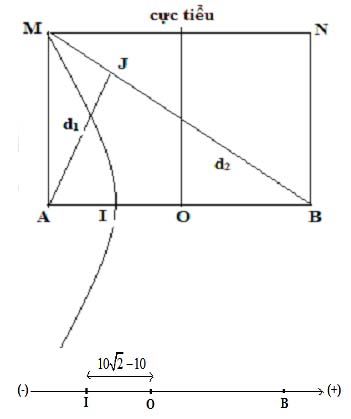 cực tiểu
M N
J
d₁
d₂
A I O B
10√2−10
(-) (+)
I O B